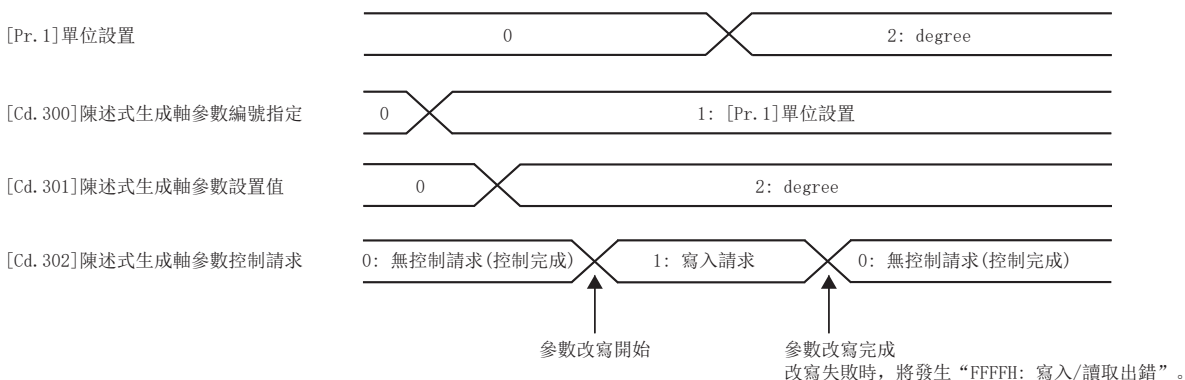 [Pr.1]單位設置 0 2: degree
[Cd.300]陳述式生成軸參數編號指定 0 1: [Pr.1]單位設置
[Cd.301]陳述式生成軸參數設置值 0 2: degree
[Cd.302]陳述式生成軸參數控制請求 0: 無控制請求(控制完成) 1: 寫入請求 0: 無控制請求(控制完成)
參數改寫開始 參數改寫完成
改寫失敗時，將發生“FFFFH: 寫入/讀取出錯”。